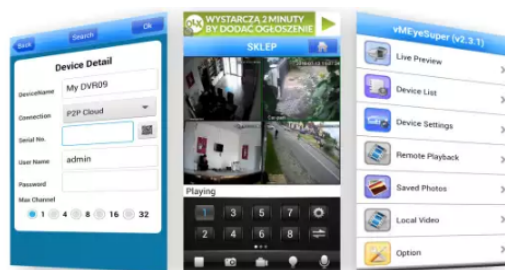 Back
Search
Ok
Device Detail
DeviceName
My DVR09
Connection
P2P Cloud
Serial No.
User Name
admin
Password
Max Channel
1 4 8 16 32
OLX
WYSTARCZĄ 2 MINUTY
BY DODAĆ OGŁOSZENIE
SKLEP
Playing
1 3 5 7
2 4 6 8
vMEyeSuper (v2.3.1)
Live Preview
Device List
Device Settings
Remote Playback
Saved Photos
Local Video
Option